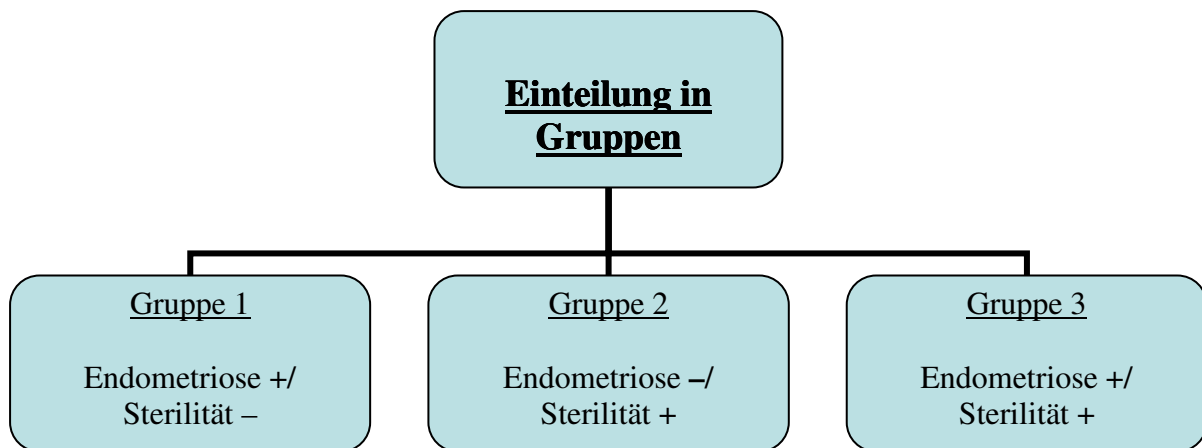 Einteilung in
Gruppen
Gruppe 1
Endometriose +/
Sterilität –
Gruppe 2
Endometriose –/
Sterilität +
Gruppe 3
Endometriose +/
Sterilität +